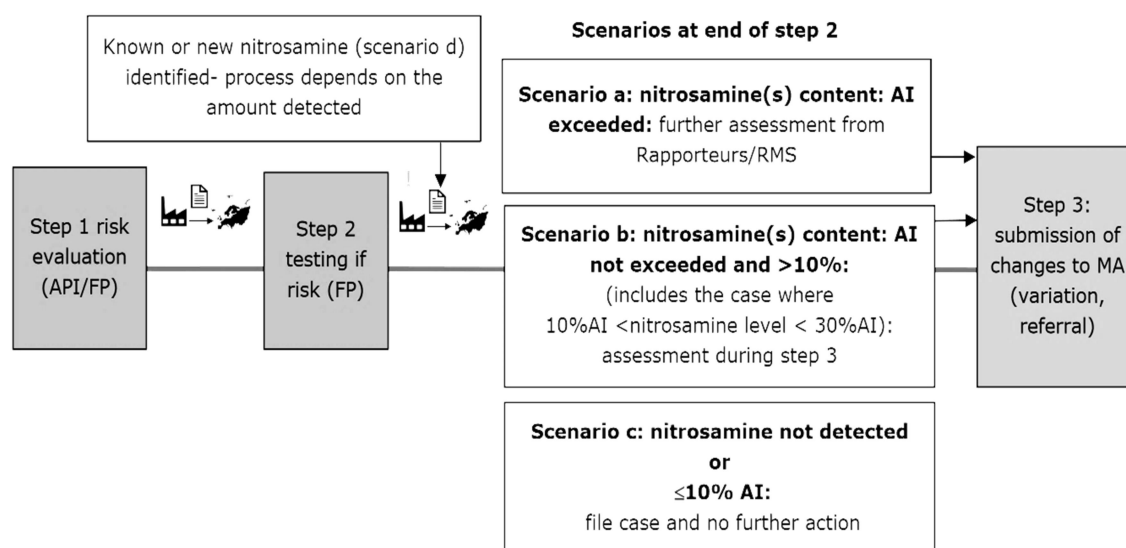 Known or new nitrosamine (scenario d)
identified- process depends on the
amount detected
Scenarios at end of step 2
Scenario a: nitrosamine(s) content: AI
exceeded: further assessment from
Rapporteurs/RMS
Step 1 risk
evaluation
(API/FP)
Step 2
testing if
risk (FP)
Scenario b: nitrosamine(s) content: AI
not exceeded and >10%:
(includes the case where
10%AI <nitrosamine level < 30%AI):
assessment during step 3
Step 3:
submission of
changes to MA
(variation,
referral)
Scenario c: nitrosamine not detected
or
≤10% AI:
file case and no further action